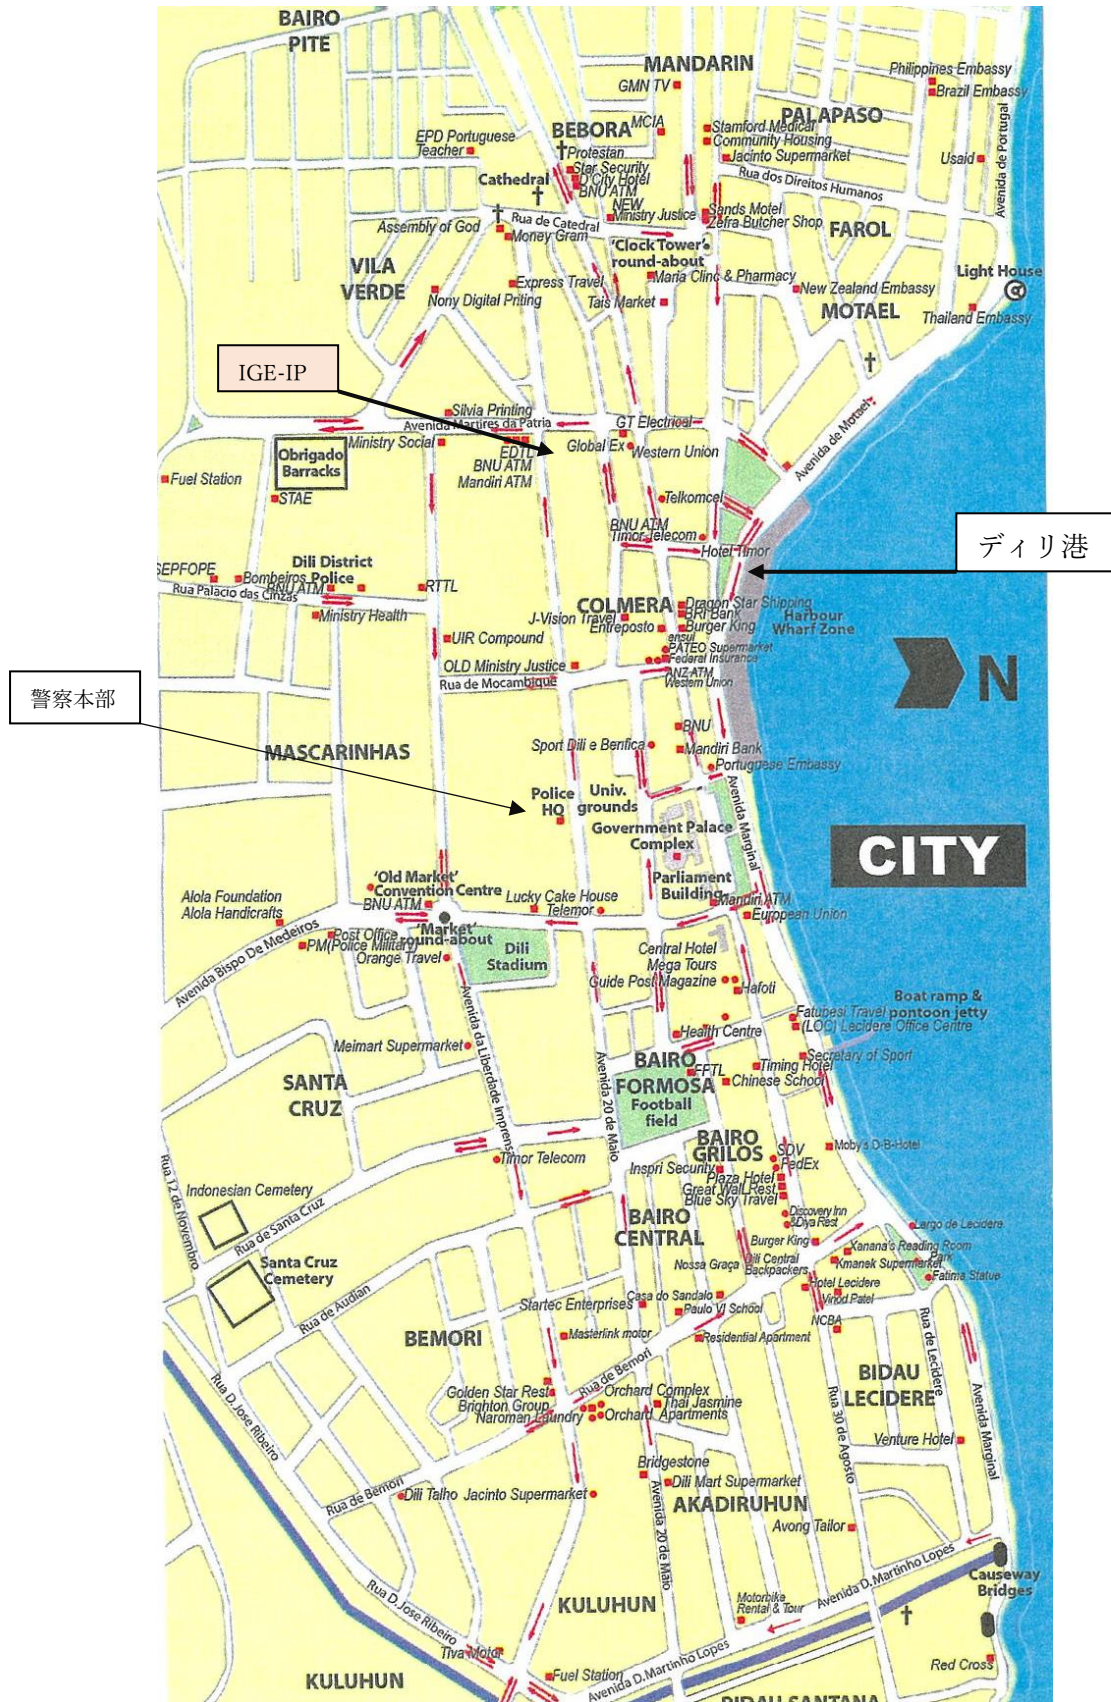 BAIRO
PITE
MANDARIN
GMN TV
Philippines Embassy
Brazil Embassy
PALAPASO
MCIA
BEBORA
Stamford Medical
Community Housing
EPD Portuguese
Teacher
Protestan
Jacinto Supermarket
Usaid
Avenida de Portugal
Star Security
D'City Hotel
BNU ATM
Cathedral
Rua dos Direitos Humanos
NEW
Ministry Justice
Sands Motel
Zefra Butcher Shop
Rua de Catedral
Assembly of God
Money Gram
FAROL
'Clock Tower'
round-about
VILA
VERDE
Express Travel
Maria Clinc & Pharmacy
Light House
Nony Digital Priting
Tais Market
New Zealand Embassy
MOTAEL
Thailand Embassy
IGE-IP
Silvia Printing
Avenida Martires da Patria
GT Electrical
Avenida de Motael
Ministry Social
Obrigado
Barracks
EDTL
BNU ATM
Mandiri ATM
Global Ex
Western Union
Fuel Station
STAE
Telkomcel
BNU ATM
Timor Telecom
Hotel Timor
ディリ港
Dili District
Police
SEPFOPE
Bombeiros
BNU ATM
RTTL
Rua Palacio das Cinzas
Ministry Health
COLMERA
Dragon Star Shipping
BRI Bank
Burger King
J-Vision Travel
Entreposto
Harbour
Wharf Zone
UIR Compound
ensul
PATEO Supermarket
Federal Insurance
OLD Ministry Justice
ANZ ATM
Western Union
Rua de Mocambique
N
警察本部
BNU
MASCARINHAS
Sport Dili e Benfica
Mandiri Bank
Portuguese Embassy
Police
HQ
Univ.
grounds
Avenida Marginal
Government Palace
Complex
CITY
'Old Market'
Convention Centre
Parliament
Building
Alola Foundation
Alola Handicrafts
BNU ATM
Lucky Cake House
Telemor
Mandiri ATM
European Union
Post Office
PM(Police Military)
'Market'
round-about
Orange Travel
Dili
Stadium
Avenida Bispo De Medeiros
Central Hotel
Mega Tours
Guide Post Magazine
Hafoti
Boat ramp &
pontoon jetty
Fatubesi Travel
(LOC) Lecidere Office Centre
Meimart Supermarket
Health Centre
Avenida da Liberdade Imprensa
Avenida 20 de Maio
Secretary of Sport
BAIRO
FORMOSA
FFTL
Timing Hotel
Chinese School
SANTA
CRUZ
Football
field
BAIRO
GRILOS
SDV
FedEx
Moby's D-B-Hotel
Timor Telecom
Inspri Security
Plaza Hotel
Great Wall Rest
Blue Sky Travel
Rua 12 de Novembro
Indonesian Cemetery
Rua de Santa Cruz
BAIRO
CENTRAL
Discovery Inn
&Diya Rest
Largo de Lecidere
Burger King
Xanana's Reading Room
Park
Kmanek Supermarket
Fatima Statue
Nossa Graça
Dili Central
Backpackers
Santa Cruz
Cemetery
Hotel Lecidere
Vinod Patel
Casa do Sandalo
Startec Enterprises
Paulo VI School
NCBA
Rua de Audian
BEMORI
Masterlink motor
Residential Apartment
Rua de Lecidere
BIDAU
LECIDERE
Rua de Bemori
Rua D. Jose Ribeiro
Golden Star Rest
Brighton Group
Naroman Laundry
Orchard Complex
Thai Jasmine
Orchard Apartments
Rua 30 de Agosto
Avenida Marginal
Venture Hotel
Bridgestone
Dili Mart Supermarket
Rua de Bemori
Dili Talho
Jacinto Supermarket
AKADIRUHUN
Avenida 20 de Maio
Avong Tailor
Avenida D. Martinho Lopes
Causeway
Bridges
Rua D. Jose Ribeiro
KULUHUN
Motorbike
Rental & Tour
Tiva Motor
Avenida D. Martinho Lopes
Red Cross
KULUHUN
Fuel Station
BIDAU SANTANA